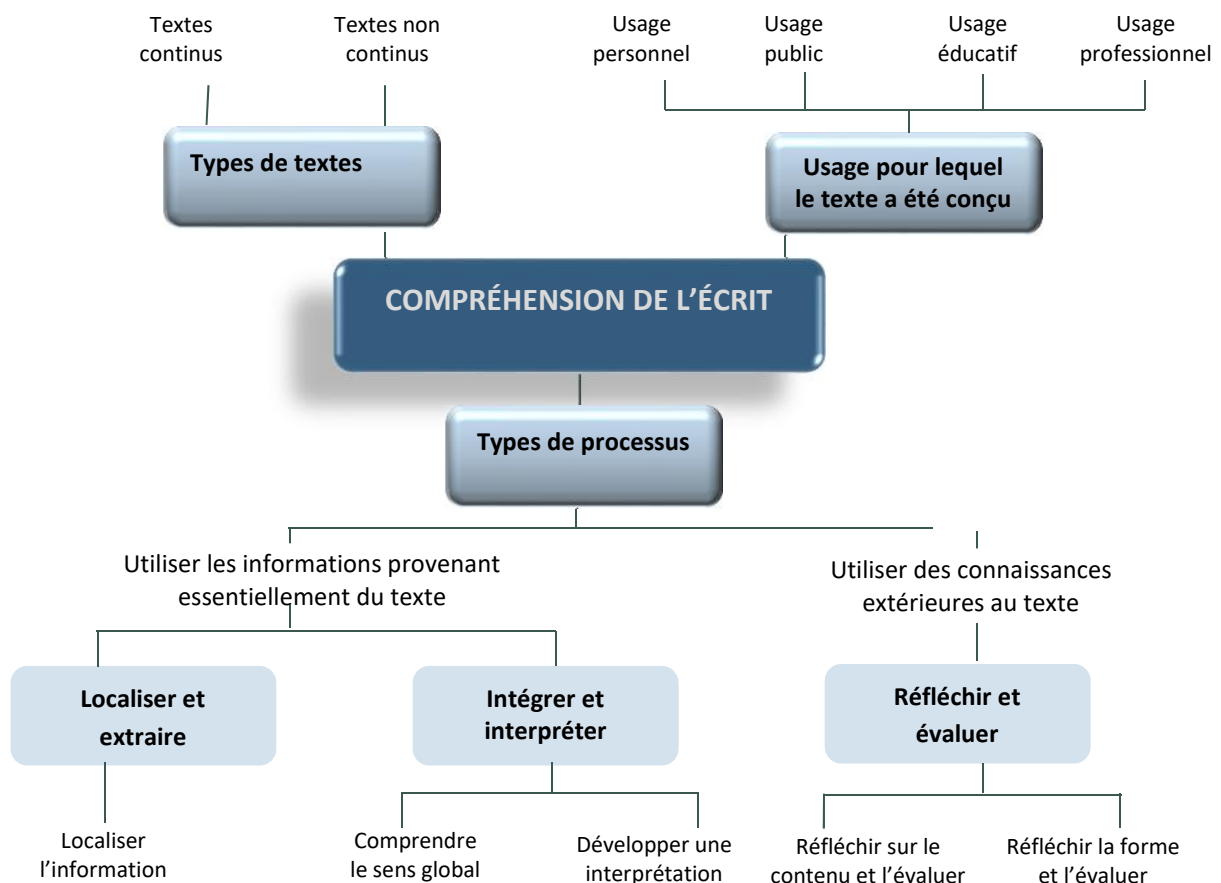 Textes
continus
Textes non
continus
Usage
personnel
Usage
public
Usage
éducatif
Usage
professionnel
Types de textes
Usage pour lequel
le texte a été conçu
COMPRÉHENSION DE L’ÉCRIT
Types de processus
Utiliser les informations provenant
essentiellement du texte
Utiliser des connaissances
extérieures au texte
Localiser et
extraire
Intégrer et
interpréter
Réfléchir et
évaluer
Localiser
l’information
Comprendre
le sens global
Développer une
interprétation
Réfléchir sur le
contenu et l’évaluer
Réfléchir la forme
et l’évaluer